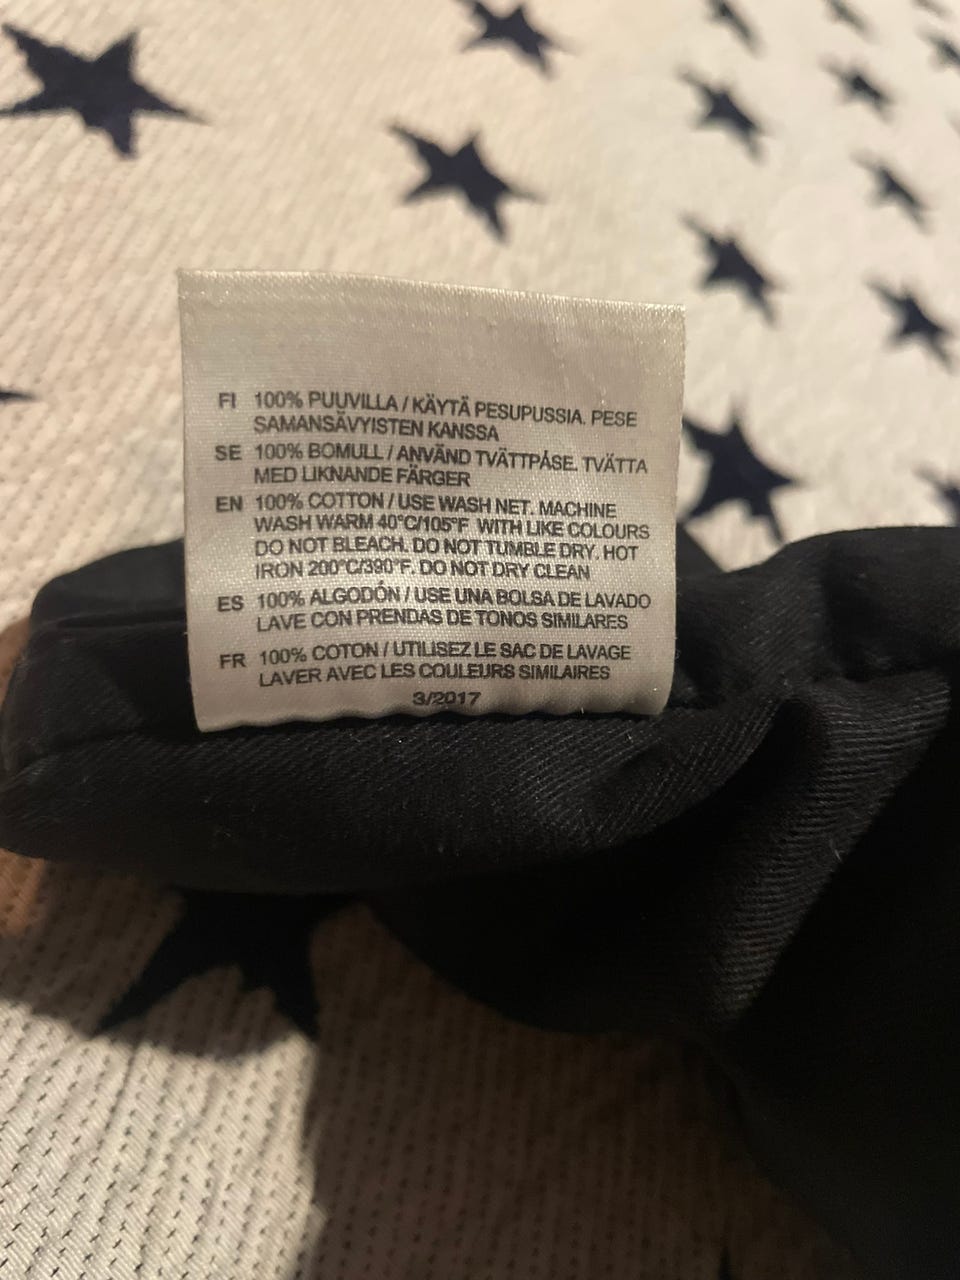 FI 100% PUUVILLA / KÄYTÄ PESUPUSSIA. PESE
SAMANSÄVYISTEN KANSSA
SE 100% BOMULL / ANVÄND TVÄTTPÅSE. TVÄTTA
MED LIKNANDE FÄRGER
EN 100% COTTON / USE WASH NET. MACHINE
WASH WARM 40°C/105°F WITH LIKE COLOURS
DO NOT BLEACH. DO NOT TUMBLE DRY. HOT
IRON 200°C/390°F. DO NOT DRY CLEAN
ES 100% ALGODÓN / USE UNA BOLSA DE LAVADO
LAVE CON PRENDAS DE TONOS SIMILARES
FR 100% COTON / UTILISEZ LE SAC DE LAVAGE
LAVER AVEC LES COULEURS SIMILAIRES
3/2017